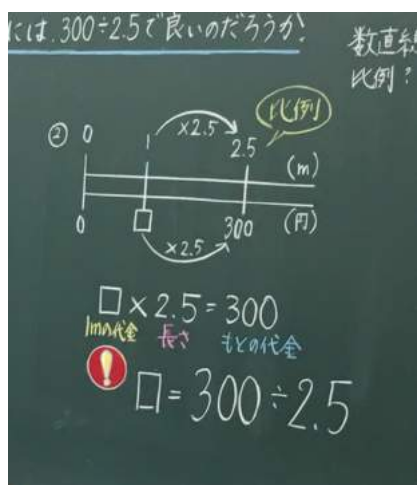 には、300÷2.5で良いのだろうか?
数直線
比例?
② 0 1 ×2.5 2.5 比例
(m)
0 □ ×2.5 300 (円)
□×2.5=300
1mの代金 長さ もとの代金
!
□=300÷2.5